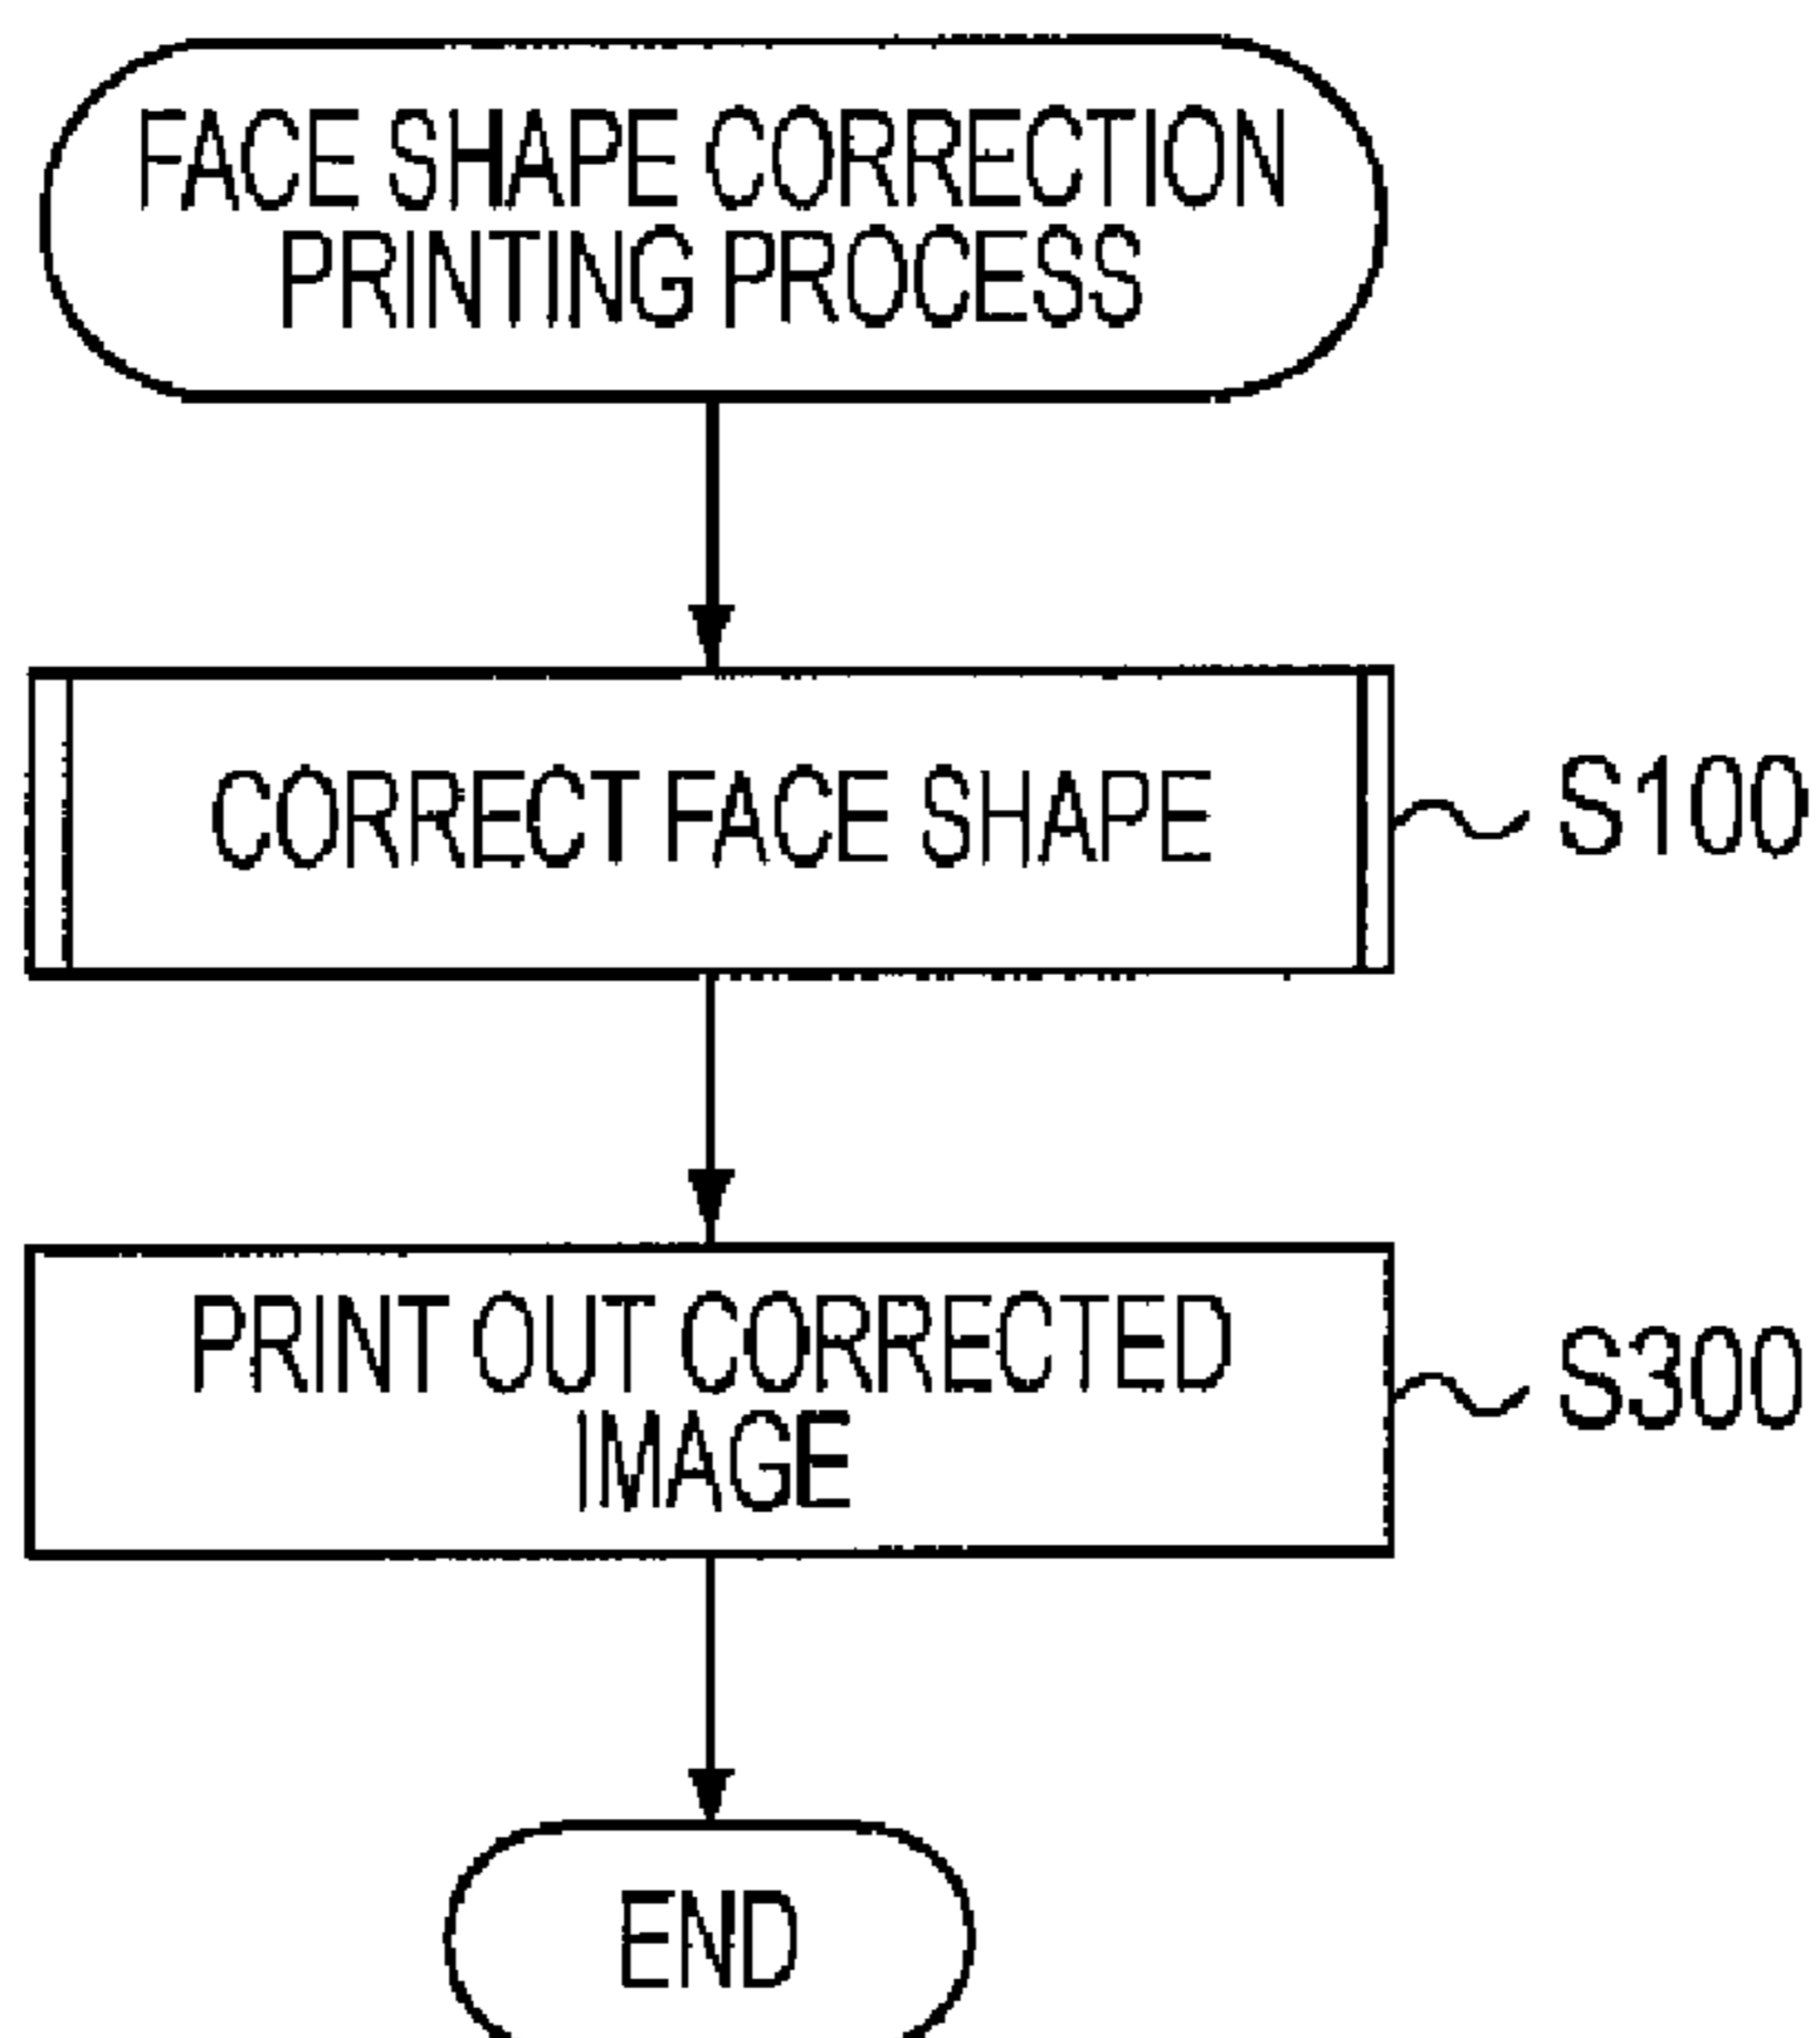 FACE SHAPE CORRECTION
PRINTING PROCESS
CORRECT FACE SHAPE
S100
PRINT OUT CORRECTED
IMAGE
S300
END